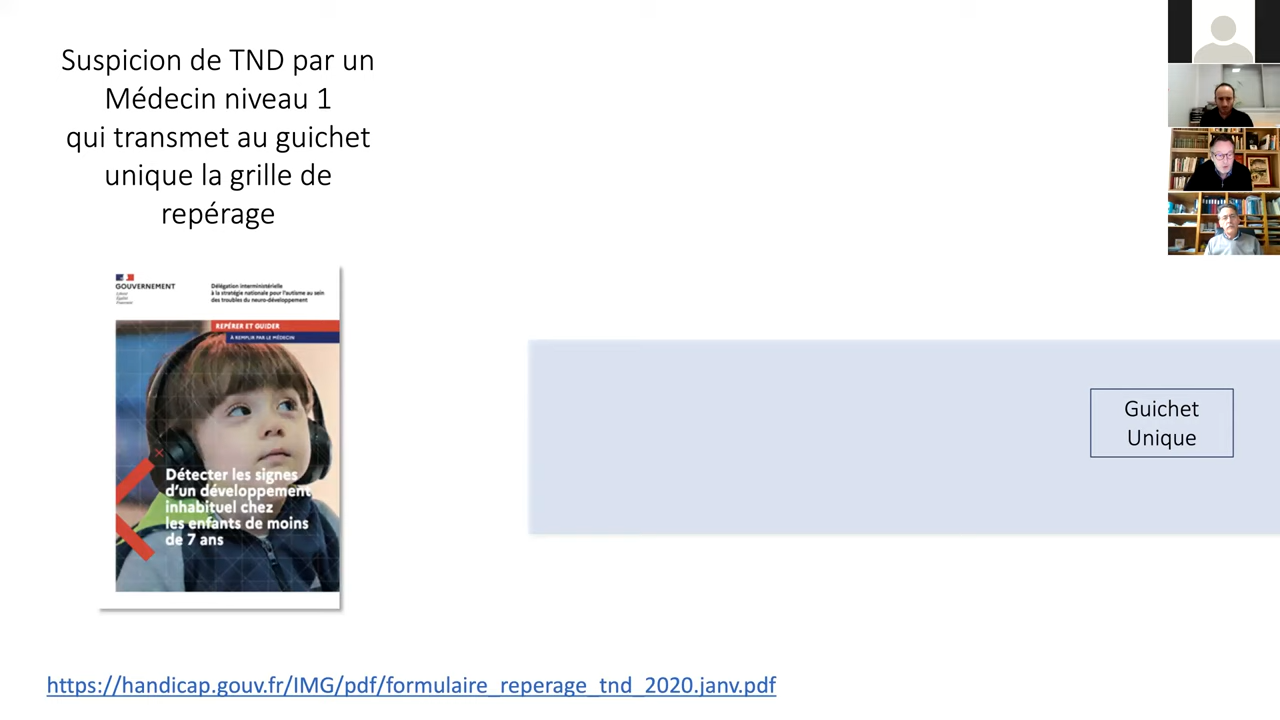 Suspicion de TND par un
Médecin niveau 1
qui transmet au guichet
unique la grille de
repérage
GOUVERNEMENT
Liberté
Égalité
Fraternité
Délégation interministérielle
à la stratégie nationale pour l'autisme au sein
des troubles du neuro-développement
REPÉRER ET GUIDER
À REMPLIR PAR LE MÉDECIN
Détecter les signes
d'un développement
inhabituel chez
les enfants de moins
de 7 ans
Guichet
Unique
https://handicap.gouv.fr/IMG/pdf/formulaire_reperage_tnd_2020.janv.pdf